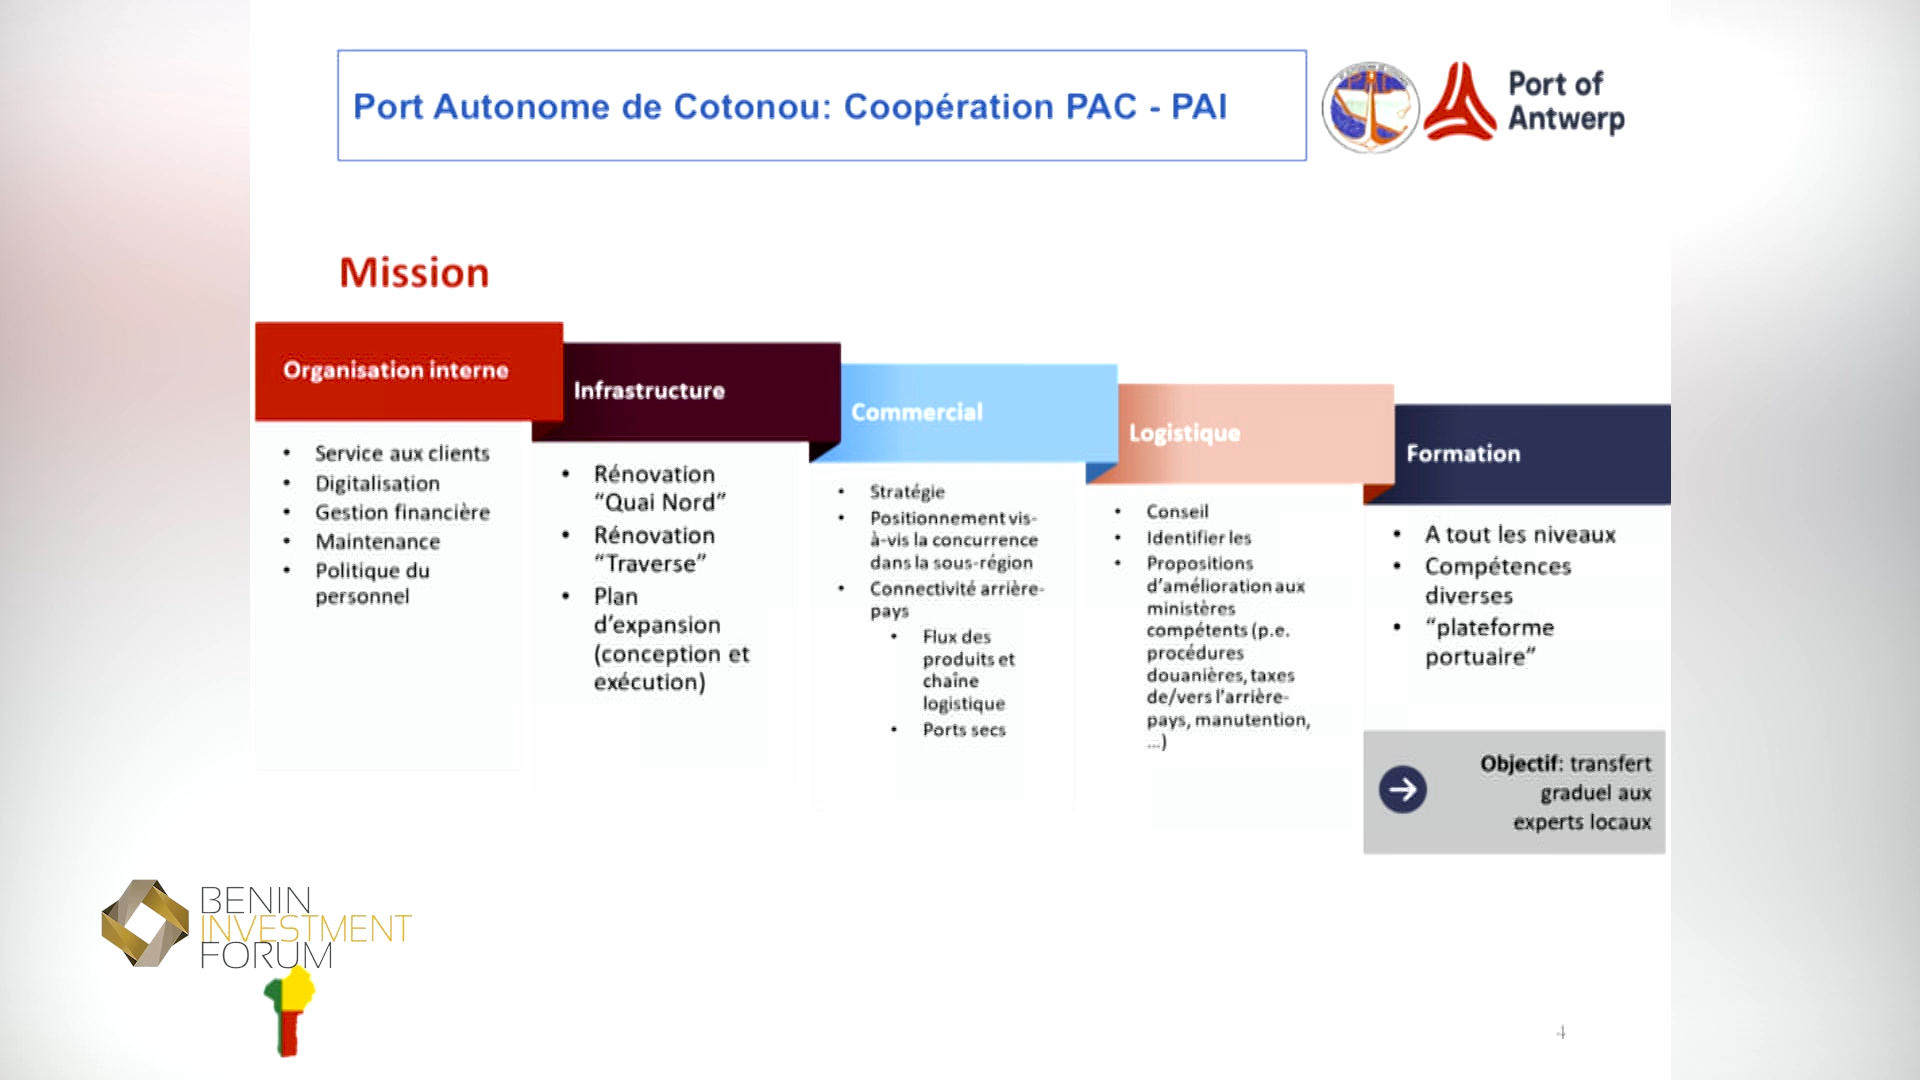 Port Autonome de Cotonou: Coopération PAC - PAI
Port of
Antwerp
Mission
Organisation interne
• Service aux clients
• Digitalisation
• Gestion financière
• Maintenance
• Politique du
personnel
Infrastructure
• Rénovation
“Quai Nord”
• Rénovation
“Traverse”
• Plan
d’expansion
(conception et
exécution)
Commercial
• Stratégie
• Positionnement vis-
à-vis la concurrence
dans la sous-région
• Connectivité arrière-
pays
• Flux des
produits et
chaîne
logistique
• Ports secs
Logistique
• Conseil
• Identifier les
• Propositions
d’amélioration aux
ministères
compétents (p.e.
procédures
douanières, taxes
de/vers l’arrière-
pays, manutention,
...)
Formation
• A tout les niveaux
• Compétences
diverses
• “plateforme
portuaire”
Objectif: transfert
graduel aux
experts locaux
BENIN
INVESTMENT
FORUM
4